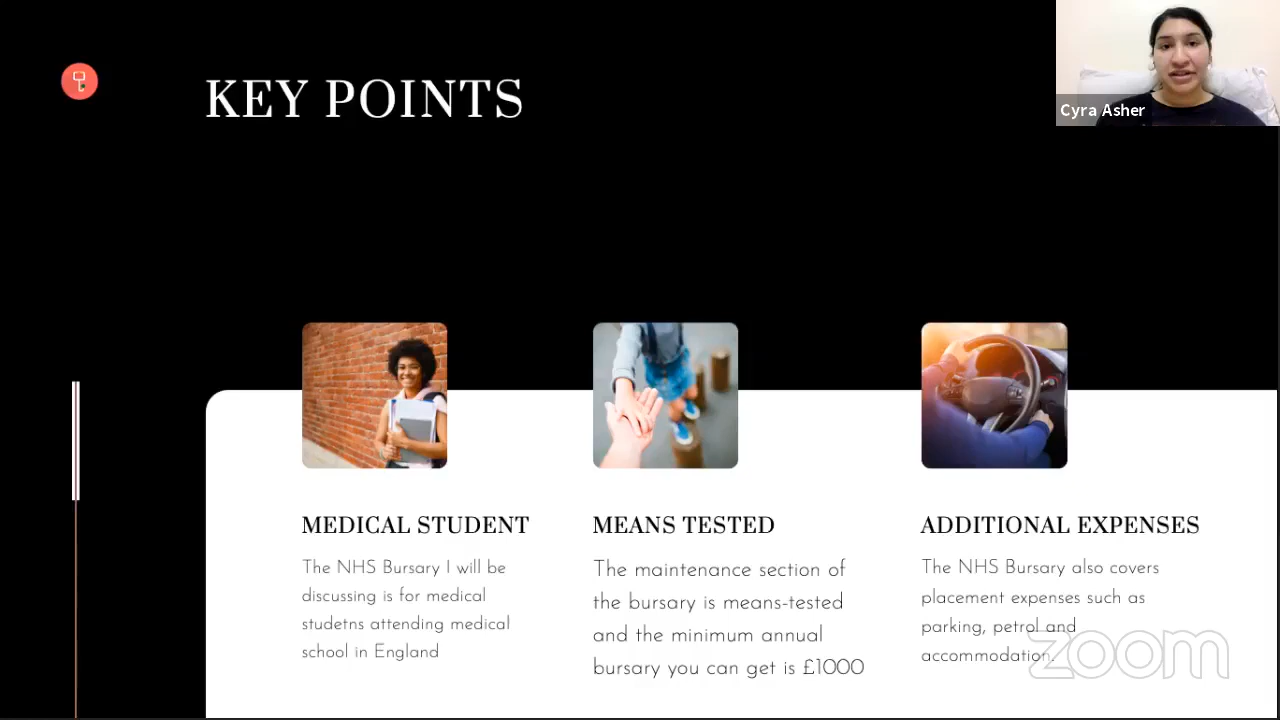 KEY POINTS
Cyra Asher
MEDICAL STUDENT
The NHS Bursary I will be
discussing is for medical
studetns attending medical
school in England
MEANS TESTED
The maintenance section of
the bursary is means-tested
and the minimum annual
bursary you can get is £1000
ADDITIONAL EXPENSES
The NHS Bursary also covers
placement expenses such as
parking, petrol and
accommodation.
zoom